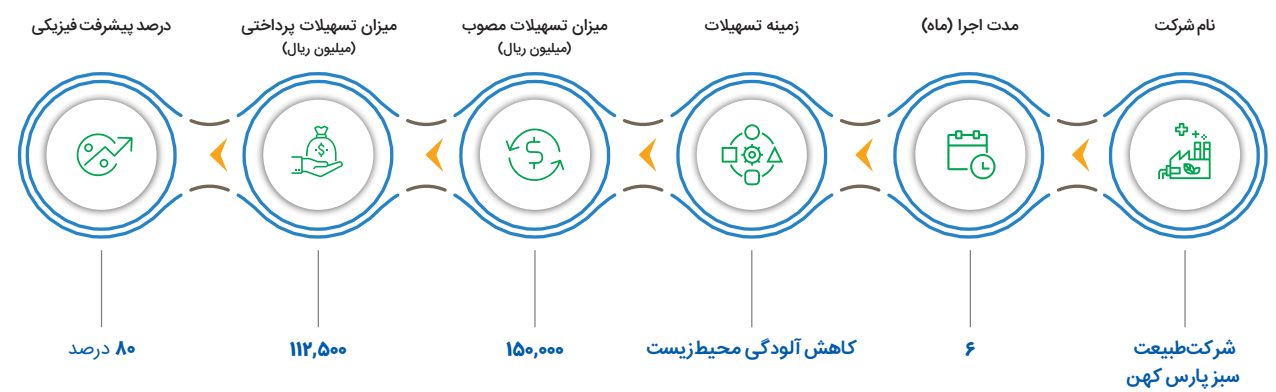 نام شرکت
مدت اجرا (ماه)
زمینه تسهیلات
میزان تسهیلات مصوب
(میلیون ریال)
میزان تسهیلات پرداختی
(میلیون ریال)
درصد پیشرفت فیزیکی
شرکت طبیعت
سبز پارس کهن
۶
کاهش آلودگی محیط‌زیست
۱۵۰,۰۰۰
۱۱۲,۵۰۰
۸۰ درصد